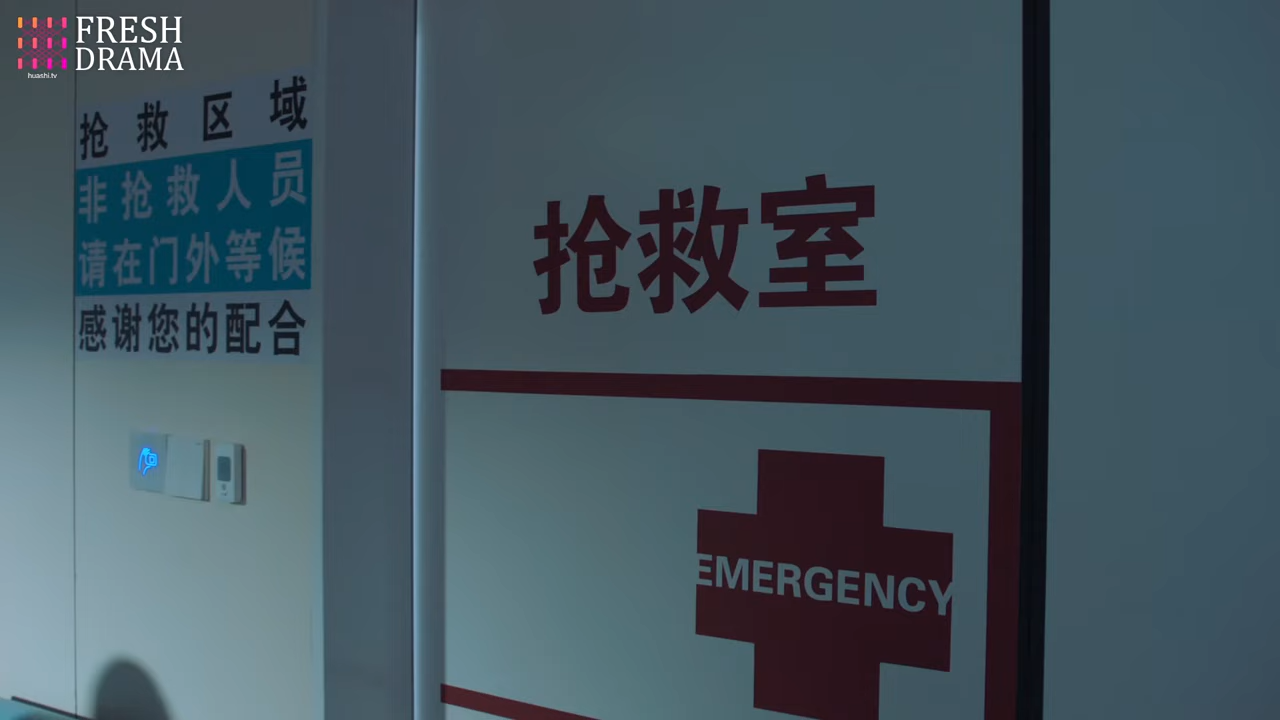 FRESH
DRAMA
huashi.tv
抢救区域
非抢救人员
请在门外等候
感谢您的配合
抢救室
EMERGENCY